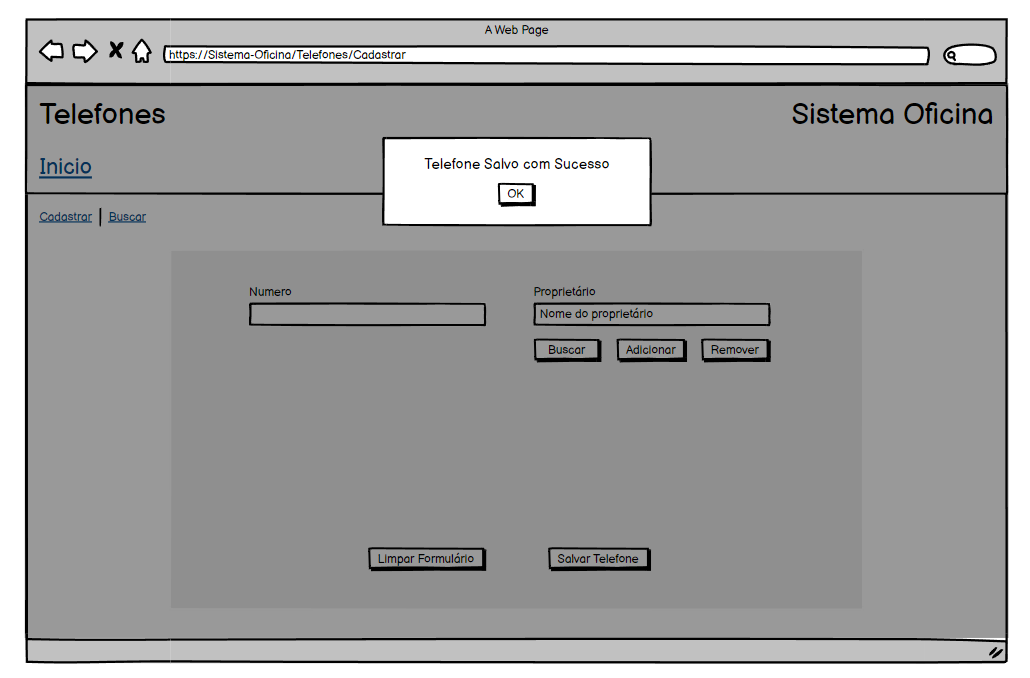 A Web Page
https://Sistema-Oficina/Telefones/Cadastrar
Telefones
Sistema Oficina
Inicio
Telefone Salvo com Sucesso
OK
Cadastrar
Buscar
Numero
Proprietário
Nome do proprietário
Buscar
Adicionar
Remover
Limpar Formulário
Salvar Telefone